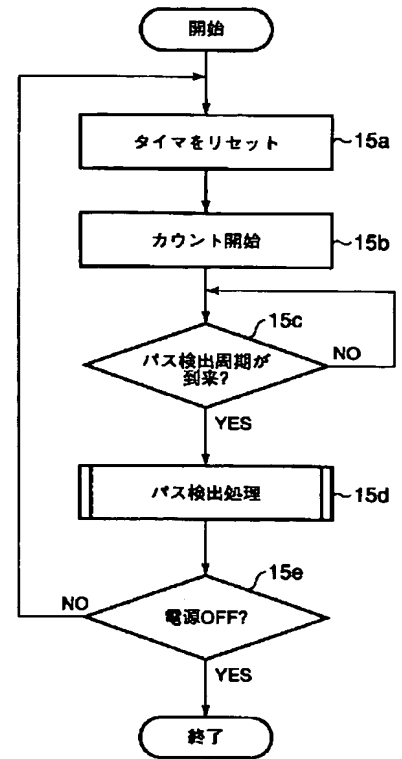 開始
タイマをリセット
15a
カウント開始
15b
15c
パス検出周期が
到来?
NO
YES
パス検出処理
15d
15e
NO
電源OFF?
YES
終了